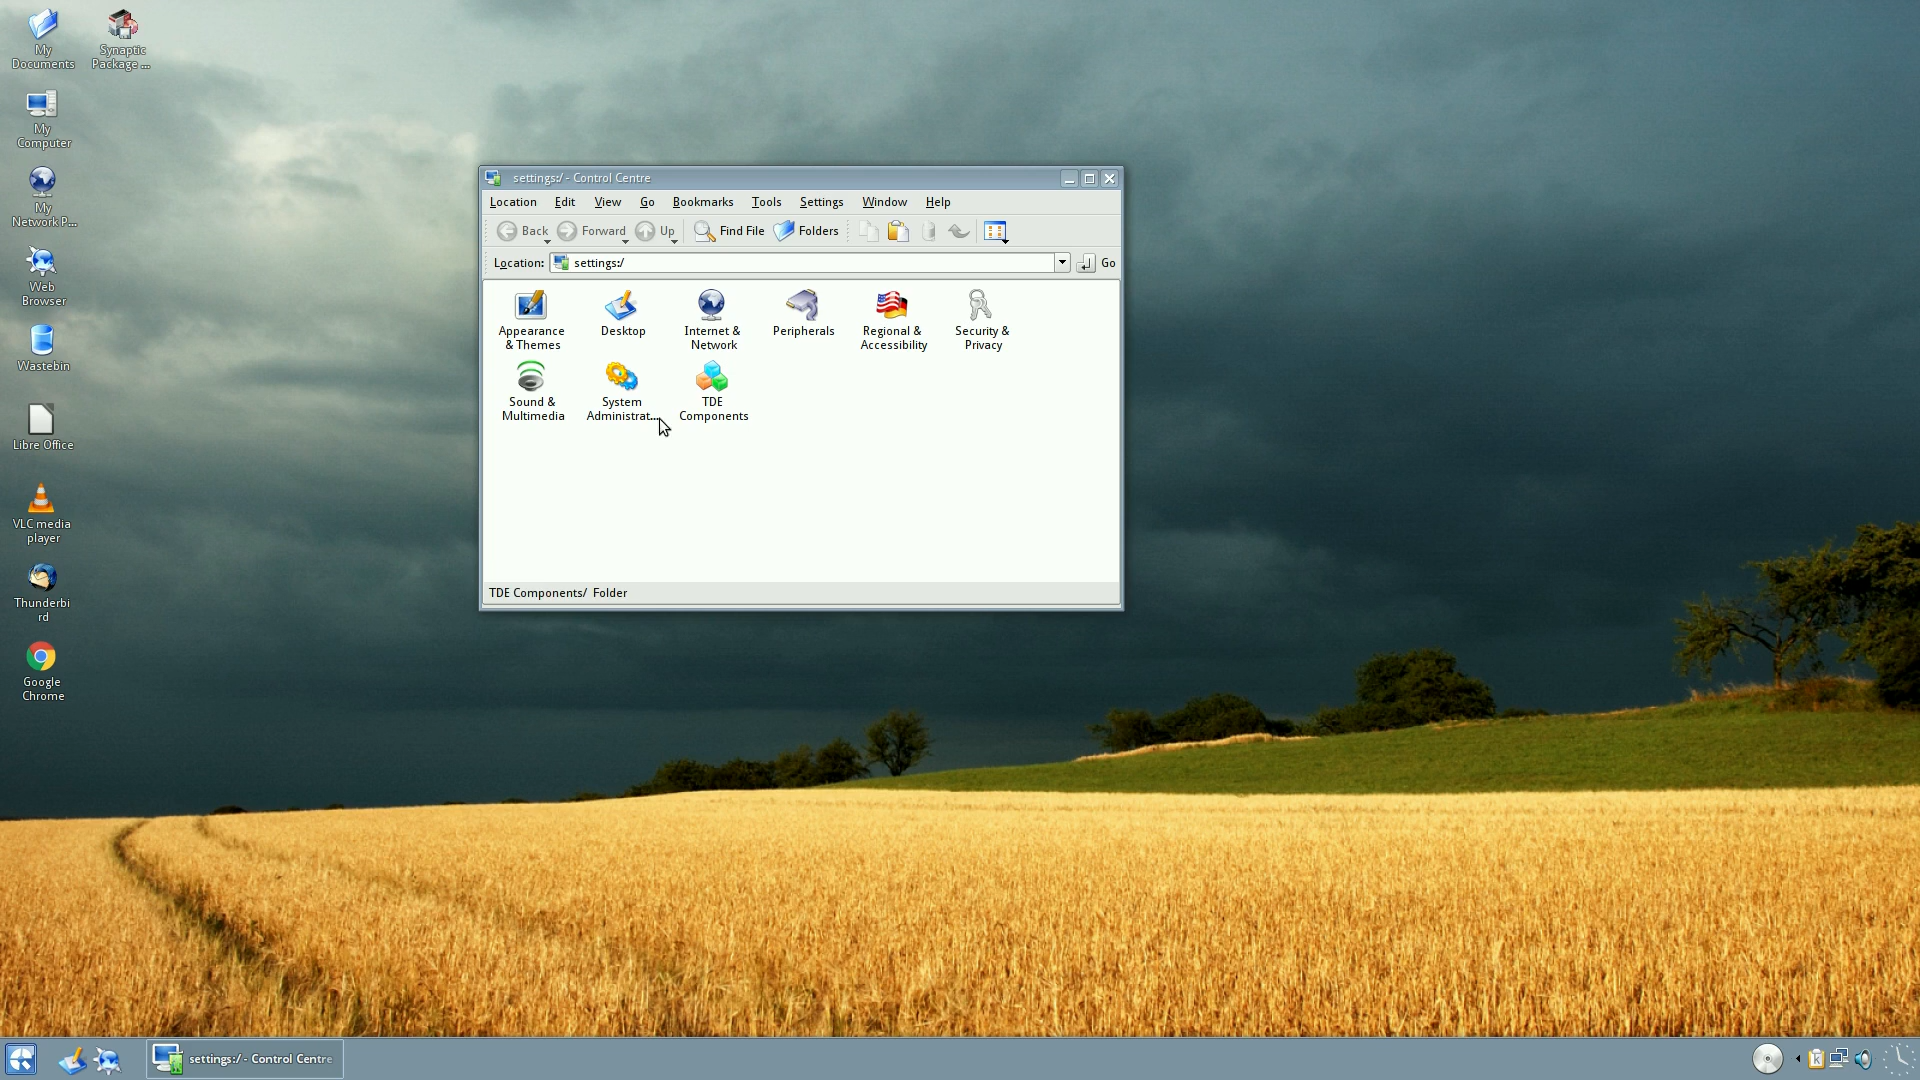 My
Documents
Synaptic
Package ...
My
Computer
My
Network P...
Web
Browser
Wastebin
Libre Office
VLC media
player
Thunderbi
rd
Google
Chrome
settings:/ - Control Centre
Location Edit View Go Bookmarks Tools Settings Window Help
Back Forward Up Find File Folders
Location: settings:/ Go
Appearance
& Themes
Desktop
Internet &
Network
Peripherals
Regional &
Accessibility
Security &
Privacy
Sound &
Multimedia
System
Administrat...
TDE
Components
TDE Components/ Folder
settings:/ - Control Centre